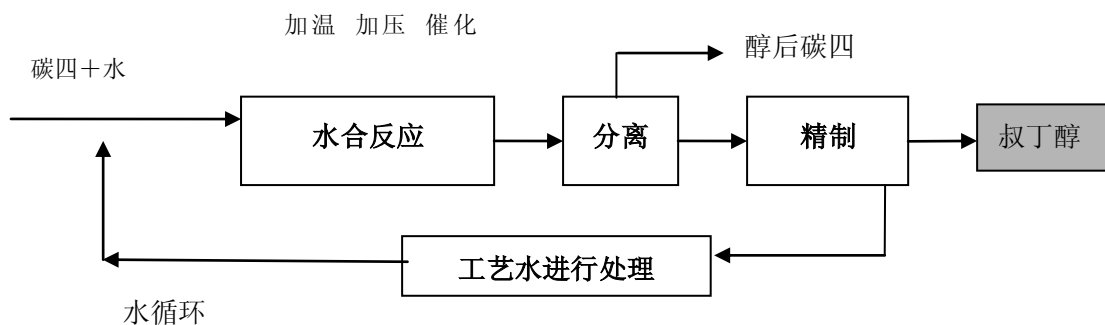 加温 加压 催化
醇后碳四
碳四＋水
水合反应
分离
精制
叔丁醇
工艺水进行处理
水循环